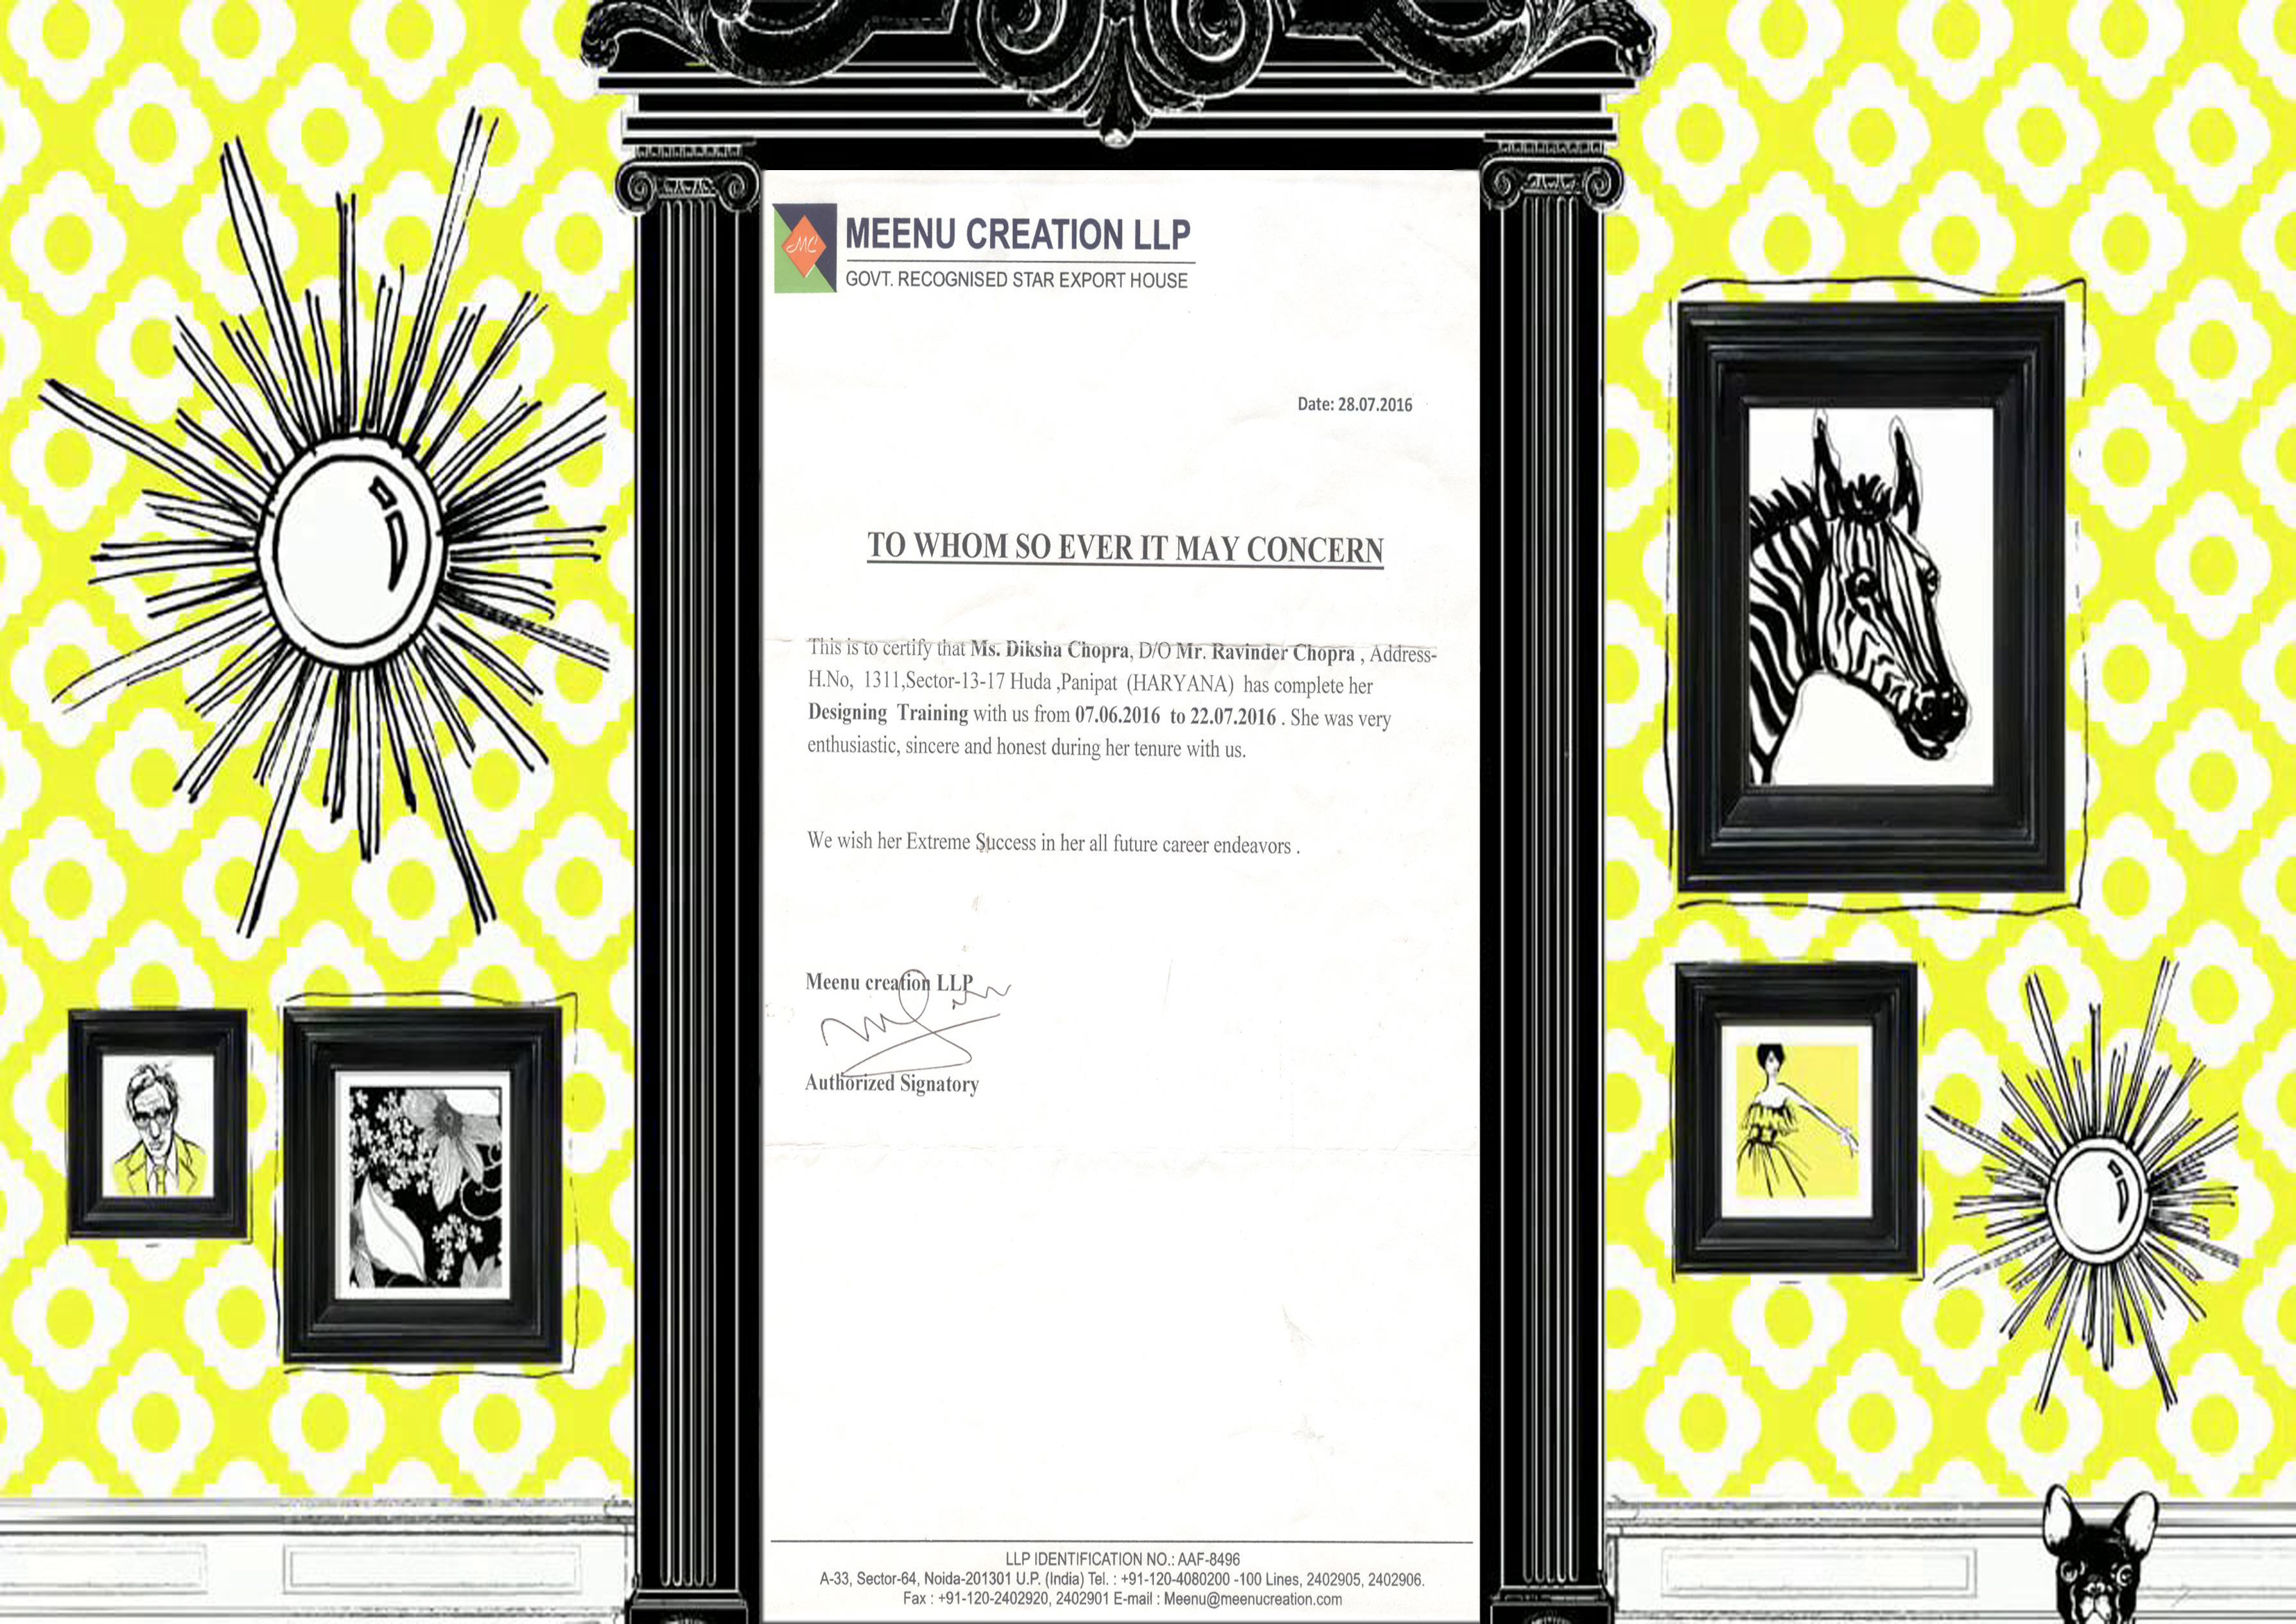 MC
MEENU CREATION LLP
GOVT. RECOGNISED STAR EXPORT HOUSE
Date: 28.07.2016
TO WHOM SO EVER IT MAY CONCERN
This is to certify that Ms. Diksha Chopra, D/O Mr. Ravinder Chopra , Address-
H.No, 1311,Sector-13-17 Huda ,Panipat (HARYANA) has complete her
Designing Training with us from 07.06.2016 to 22.07.2016 . She was very
enthusiastic, sincere and honest during her tenure with us.
We wish her Extreme Success in her all future career endeavors .
Meenu creation LLP
Authorized Signatory
LLP IDENTIFICATION NO.: AAF-8496
A-33, Sector-64, Noida-201301 U.P. (India) Tel. : +91-120-4080200 -100 Lines, 2402905, 2402906.
Fax : +91-120-2402920, 2402901 E-mail : Meenu@meenucreation.com